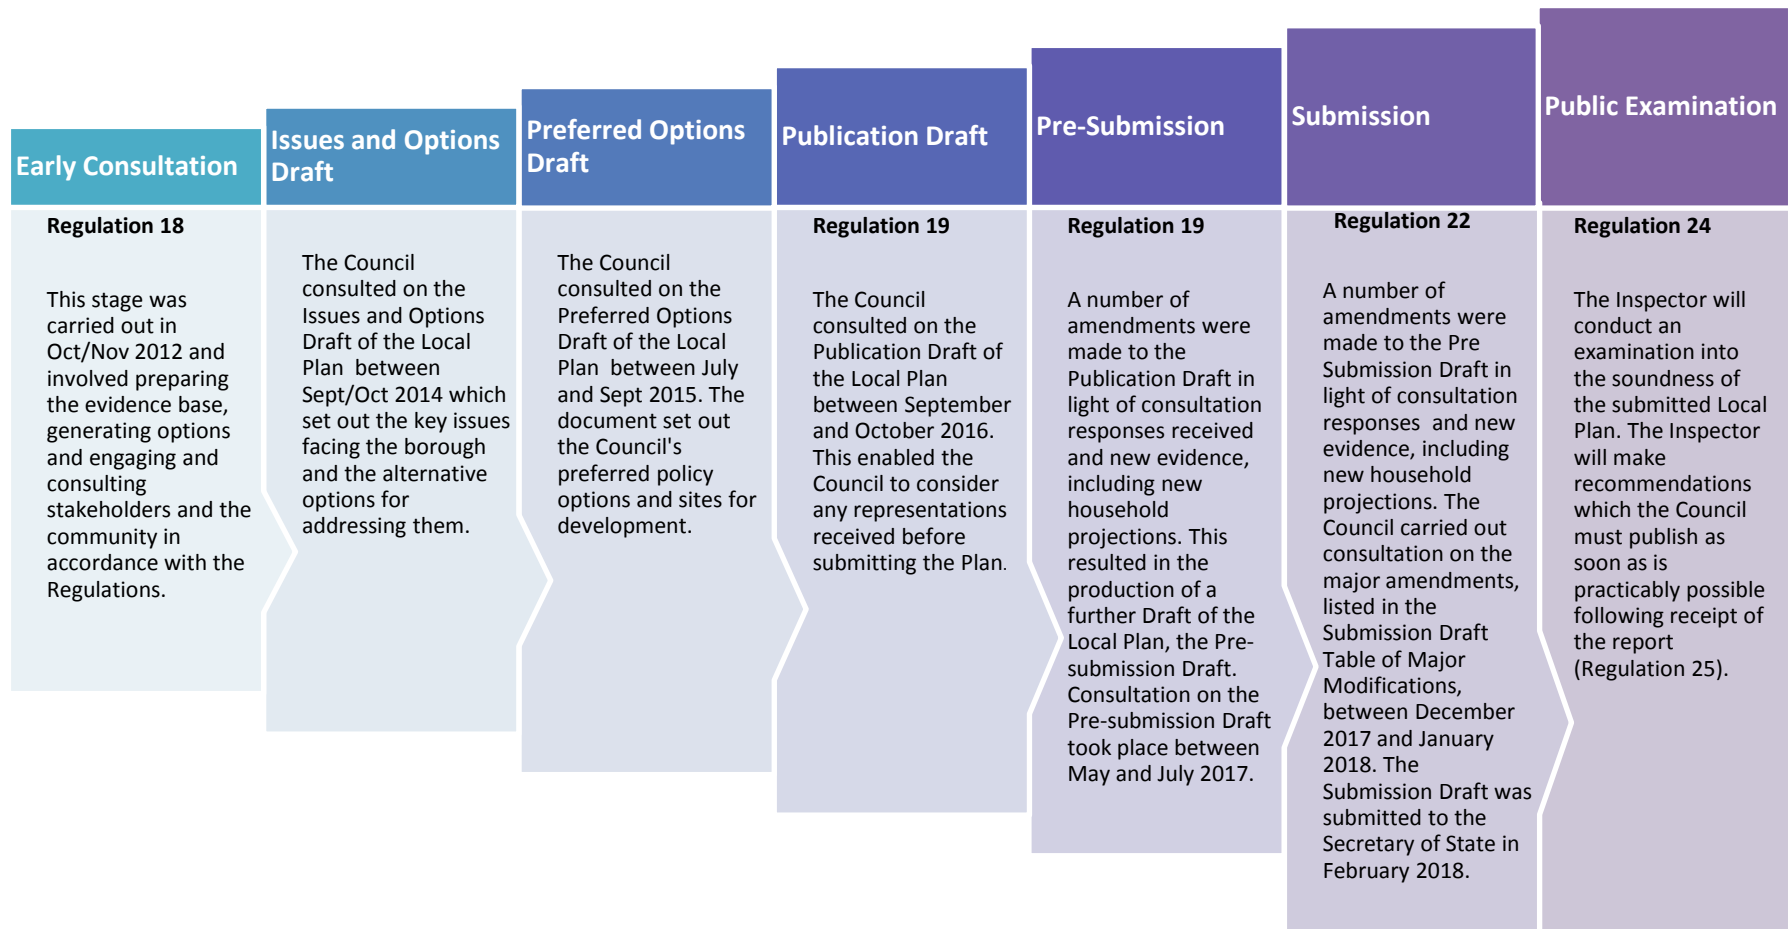 Early Consultation
Regulation 18
This stage was
carried out in
Oct/Nov 2012 and
involved preparing
the evidence base,
generating options
and engaging and
consulting
stakeholders and the
community in
accordance with the
Regulations.
Issues and Options
Draft
The Council
consulted on the
Issues and Options
Draft of the Local
Plan between
Sept/Oct 2014 which
set out the key issues
facing the borough
and the alternative
options for
addressing them.
Preferred Options
Draft
The Council
consulted on the
Preferred Options
Draft of the Local
Plan between July
and Sept 2015. The
document set out
the Council's
preferred policy
options and sites for
development.
Publication Draft
Regulation 19
The Council
consulted on the
Publication Draft of
the Local Plan
between September
and October 2016.
This enabled the
Council to consider
any representations
received before
submitting the Plan.
Pre-Submission
Regulation 19
A number of
amendments were
made to the
Publication Draft in
light of consultation
responses received
and new evidence,
including new
household
projections. This
resulted in the
production of a
further Draft of the
Local Plan, the Pre-
submission Draft.
Consultation on the
Pre-submission Draft
took place between
May and July 2017.
Submission
Regulation 22
A number of
amendments were
made to the Pre
Submission Draft in
light of consultation
responses and new
evidence, including
new household
projections. The
Council carried out
consultation on the
major amendments,
listed in the
Submission Draft
Table of Major
Modifications,
between December
2017 and January
2018. The
Submission Draft was
submitted to the
Secretary of State in
February 2018.
Public Examination
Regulation 24
The Inspector will
conduct an
examination into
the soundness of
the submitted Local
Plan. The Inspector
will make
recommendations
which the Council
must publish as
soon as is
practicably possible
following receipt of
the report
(Regulation 25).